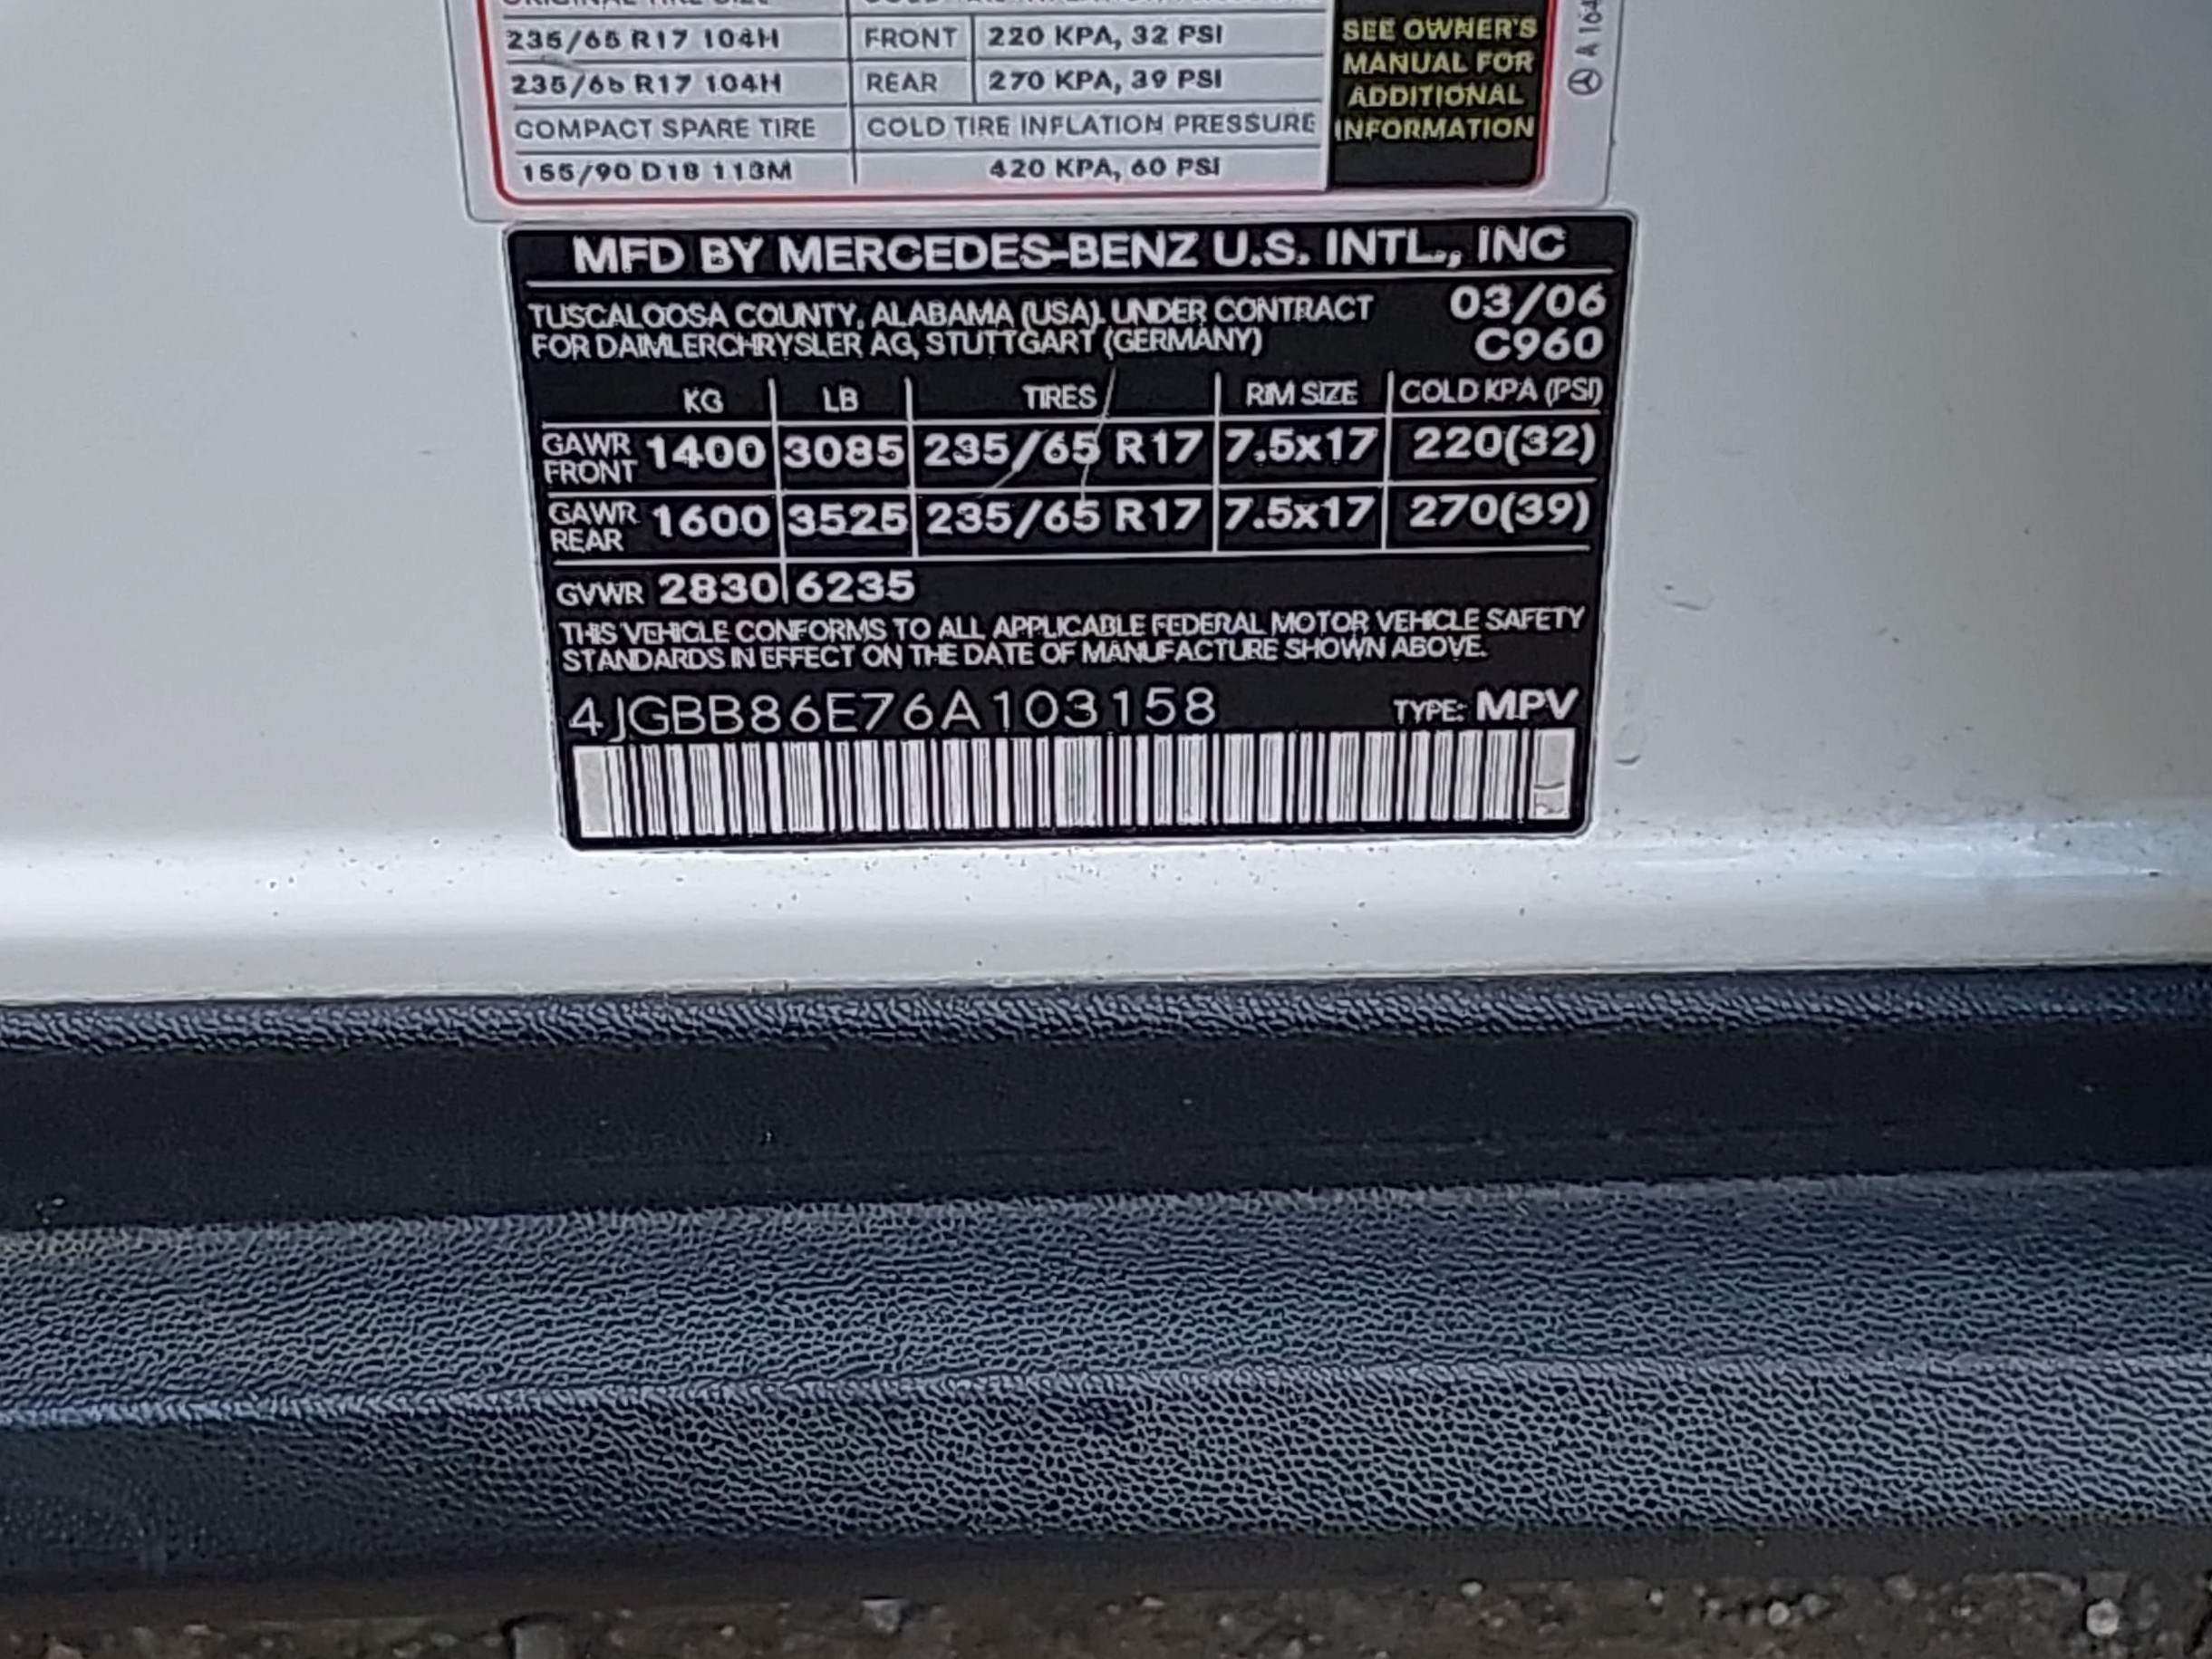 235/65 R17 104H FRONT 220 KPA, 32 PSI
235/65 R17 104H REAR 270 KPA, 39 PSI
COMPACT SPARE TIRE COLD TIRE INFLATION PRESSURE
155/90 D18 113M 420 KPA, 60 PSI
SEE OWNER'S
MANUAL FOR
ADDITIONAL
INFORMATION
A 164
MFD BY MERCEDES-BENZ U.S. INTL., INC
TUSCALOOSA COUNTY, ALABAMA (USA). UNDER CONTRACT 03/06
FOR DAIMLERCHRYSLER AG, STUTTGART (GERMANY) C960
KG LB TIRES RIM SIZE COLD KPA (PSI)
GAWR FRONT 1400 3085 235/65 R17 7.5x17 220(32)
GAWR REAR 1600 3525 235/65 R17 7.5x17 270(39)
GVWR 2830 6235
THIS VEHICLE CONFORMS TO ALL APPLICABLE FEDERAL MOTOR VEHICLE SAFETY
STANDARDS IN EFFECT ON THE DATE OF MANUFACTURE SHOWN ABOVE.
4JGBB86E76A103158 TYPE: MPV